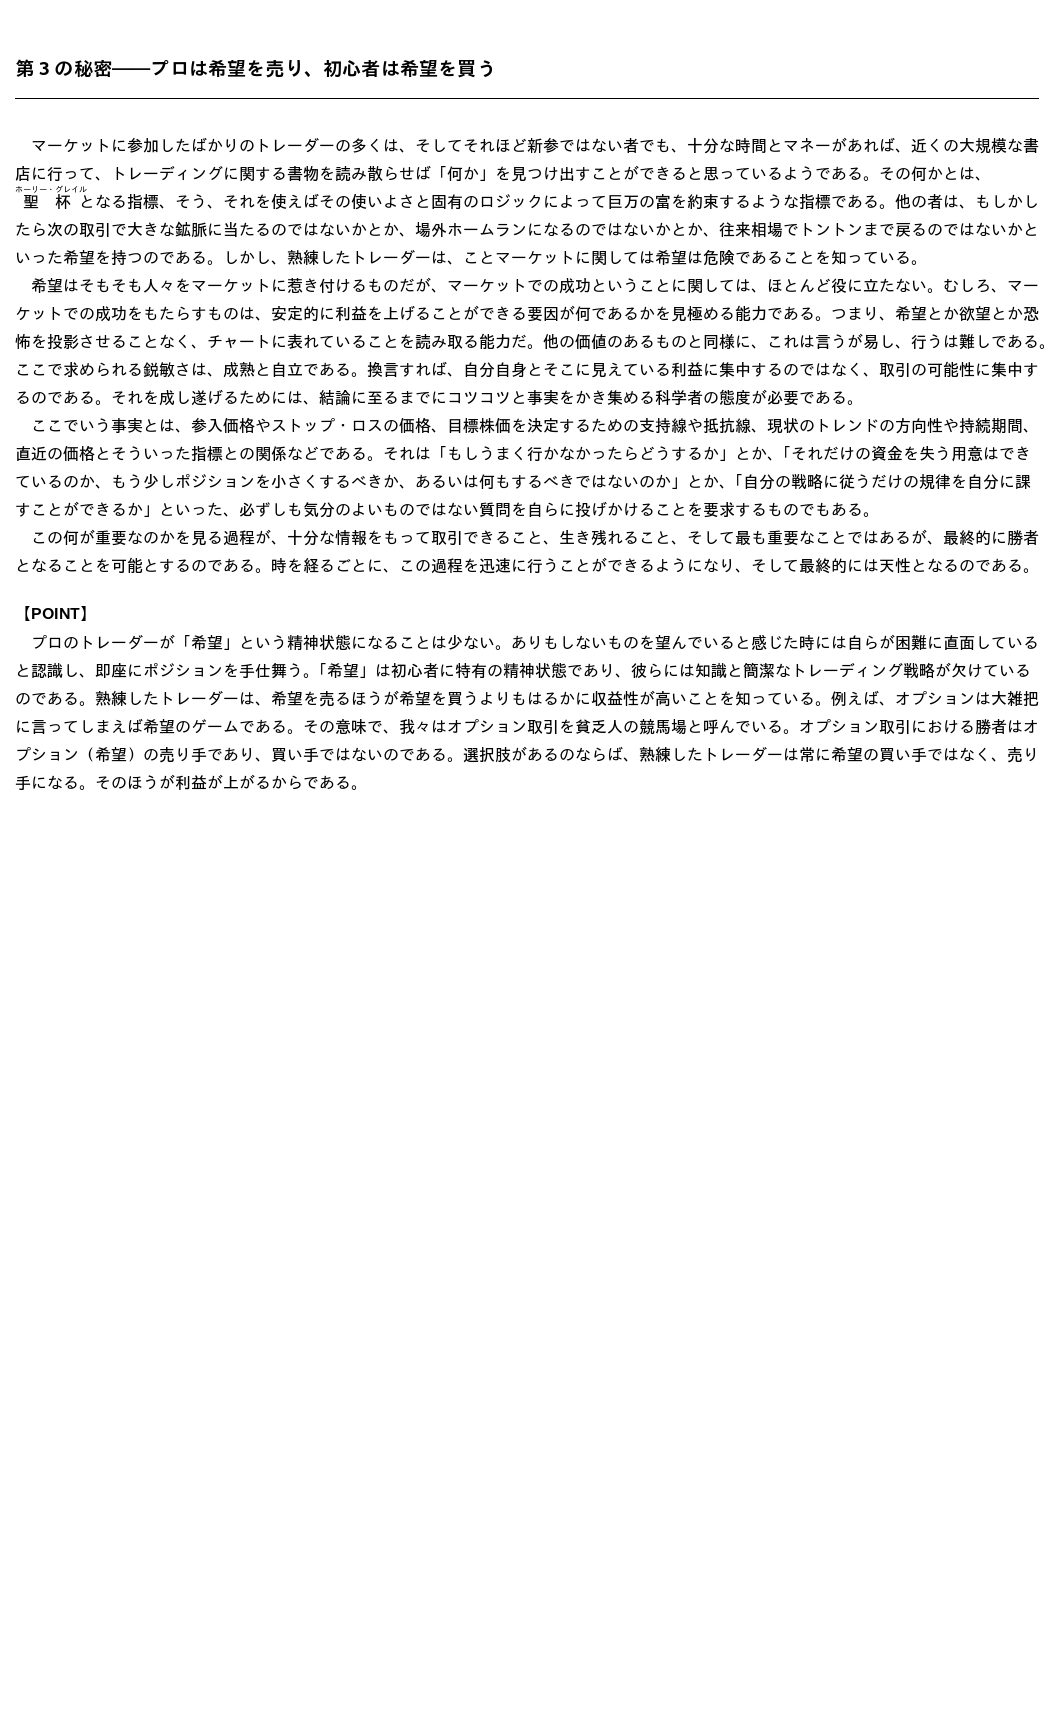 第３の秘密――プロは希望を売り、初心者は希望を買う
　マーケットに参加したばかりのトレーダーの多くは、そしてそれほど新参ではない者でも、十分な時間とマネーがあれば、近くの大規模な書
店に行って、トレーディングに関する書物を読み散らせば「何か」を見つけ出すことができると思っているようである。その何かとは、
ホーリー・グレイル
聖　杯となる指標、そう、それを使えばその使いよさと固有のロジックによって巨万の富を約束するような指標である。他の者は、もしかし
たら次の取引で大きな鉱脈に当たるのではないかとか、場外ホームランになるのではないかとか、往来相場でトントンまで戻るのではないかと
いった希望を持つのである。しかし、熟練したトレーダーは、ことマーケットに関しては希望は危険であることを知っている。
　希望はそもそも人々をマーケットに惹き付けるものだが、マーケットでの成功ということに関しては、ほとんど役に立たない。むしろ、マー
ケットでの成功をもたらすものは、安定的に利益を上げることができる要因が何であるかを見極める能力である。つまり、希望とか欲望とか恐
怖を投影させることなく、チャートに表れていることを読み取る能力だ。他の価値のあるものと同様に、これは言うが易し、行うは難しである。
ここで求められる鋭敏さは、成熟と自立である。換言すれば、自分自身とそこに見えている利益に集中するのではなく、取引の可能性に集中す
るのである。それを成し遂げるためには、結論に至るまでにコツコツと事実をかき集める科学者の態度が必要である。
　ここでいう事実とは、参入価格やストップ・ロスの価格、目標株価を決定するための支持線や抵抗線、現状のトレンドの方向性や持続期間、
直近の価格とそういった指標との関係などである。それは「もしうまく行かなかったらどうするか」とか、「それだけの資金を失う用意はでき
ているのか、もう少しポジションを小さくするべきか、あるいは何もするべきではないのか」とか、「自分の戦略に従うだけの規律を自分に課
すことができるか」といった、必ずしも気分のよいものではない質問を自らに投げかけることを要求するものでもある。
　この何が重要なのかを見る過程が、十分な情報をもって取引できること、生き残れること、そして最も重要なことではあるが、最終的に勝者
となることを可能とするのである。時を経るごとに、この過程を迅速に行うことができるようになり、そして最終的には天性となるのである。
【POINT】
　プロのトレーダーが「希望」という精神状態になることは少ない。ありもしないものを望んでいると感じた時には自らが困難に直面している
と認識し、即座にポジションを手仕舞う。「希望」は初心者に特有の精神状態であり、彼らには知識と簡潔なトレーディング戦略が欠けている
のである。熟練したトレーダーは、希望を売るほうが希望を買うよりもはるかに収益性が高いことを知っている。例えば、オプションは大雑把
に言ってしまえば希望のゲームである。その意味で、我々はオプション取引を貧乏人の競馬場と呼んでいる。オプション取引における勝者はオ
プション（希望）の売り手であり、買い手ではないのである。選択肢があるのならば、熟練したトレーダーは常に希望の買い手ではなく、売り
手になる。そのほうが利益が上がるからである。